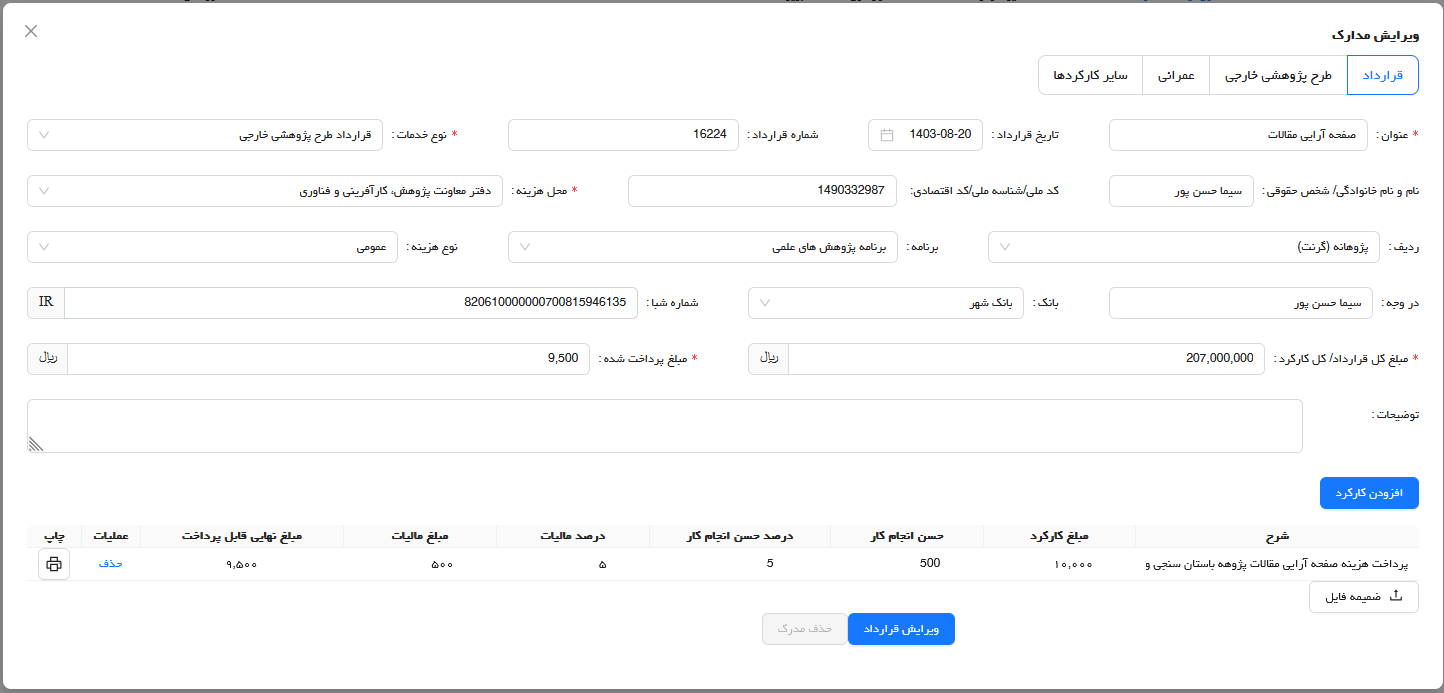 ویرایش مدارک
قرارداد طرح پژوهشی خارجی عمرانی سایر کارکردها
* عنوان : صفحه آرایی مقالات تاریخ قرارداد : 1403-08-20 شماره قرارداد : 16224 * نوع خدمات : قرارداد طرح پژوهشی خارجی
نام و نام خانوادگی/ شخص حقوقی : سیما حسن پور کد ملی/شناسه ملی/کد اقتصادی: 1490332987 * محل هزینه : دفتر معاونت پژوهش، کارآفرینی و فناوری
ردیف : پژوهانه (گرنت) برنامه : برنامه پژوهش های علمی نوع هزینه : عمومی
در وجه : سیما حسن پور بانک : بانک شهر شماره شبا : 820610000000700815946135 IR
* مبلغ کل قرارداد/ کل کارکرد : 207,000,000 ریال * مبلغ پرداخت شده : 9,500 ریال
توضیحات :
افزودن کارکرد
شرح مبلغ کارکرد حسن انجام کار درصد حسن انجام کار درصد مالیات مبلغ مالیات مبلغ نهایی قابل پرداخت عملیات چاپ
پرداخت هزینه صفحه آرایی مقالات پژوهه باستان سنجی و ۱۰,۰۰۰ 500 5 ۵ ۵۰۰ ۹,۵۰۰ حذف
ضمیمه فایل
ویرایش قرارداد حذف مدرک